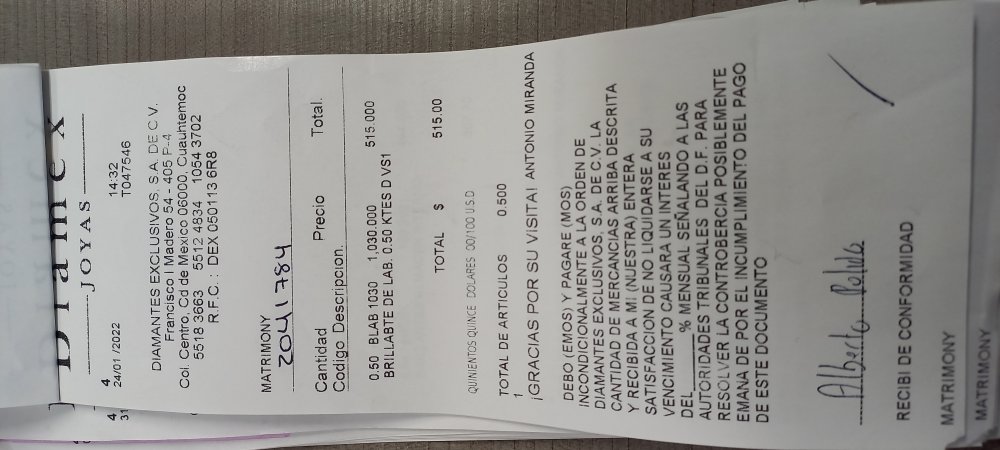 Diamex
JOYAS
4 4
31 24/01 /2022 14:32
T047546
DIAMANTES EXCLUSIVOS, S.A. DE C.V.
Francisco I Madero 54 - 405 P-4
Col. Centro, Cd de Mexico 06000, Cuauhtemoc
5518 3663 5512 4934 1054 3702
R.F.C. : DEX 050113 6R8
MATRIMONY
2041784
Cantidad Precio Total.
Codigo Descripcion
0.50 BLAB 1030 1,030.000 515.000
BRILLABTE DE LAB. 0.50 KTES D VS1
TOTAL $ 515.00
QUINIENTOS QUINCE DOLARES 00/100 U.S.D
TOTAL DE ARTICULOS 0.500
1
¡GRACIAS POR SU VISITA! ANTONIO MIRANDA
DEBO (EMOS) Y PAGARE (MOS)
INCONDICIONALMENTE A LA ORDEN DE
DIAMANTES EXCLUSIVOS, S.A. DE C.V. LA
CANTIDAD DE MERCANCIAS ARRIBA DESCRITA
Y RECIBIDA A MI (NUESTRA) ENTERA
SATISFACCION DE NO LIQUIDARSE A SU
VENCIMIENTO CAUSARA UN INTERES
DEL ______% MENSUAL SEÑALANDO A LAS
AUTORIDADES TRIBUNALES DEL D.F. PARA
RESOLVER LA CONTROBERCIA POSIBLEMENTE
EMANA DE POR EL INCUMPLIMIENTO DEL PAGO
DE ESTE DOCUMENTO
Alberto
RECIBI DE CONFORMIDAD
MATRIMONY
MATRIMONY